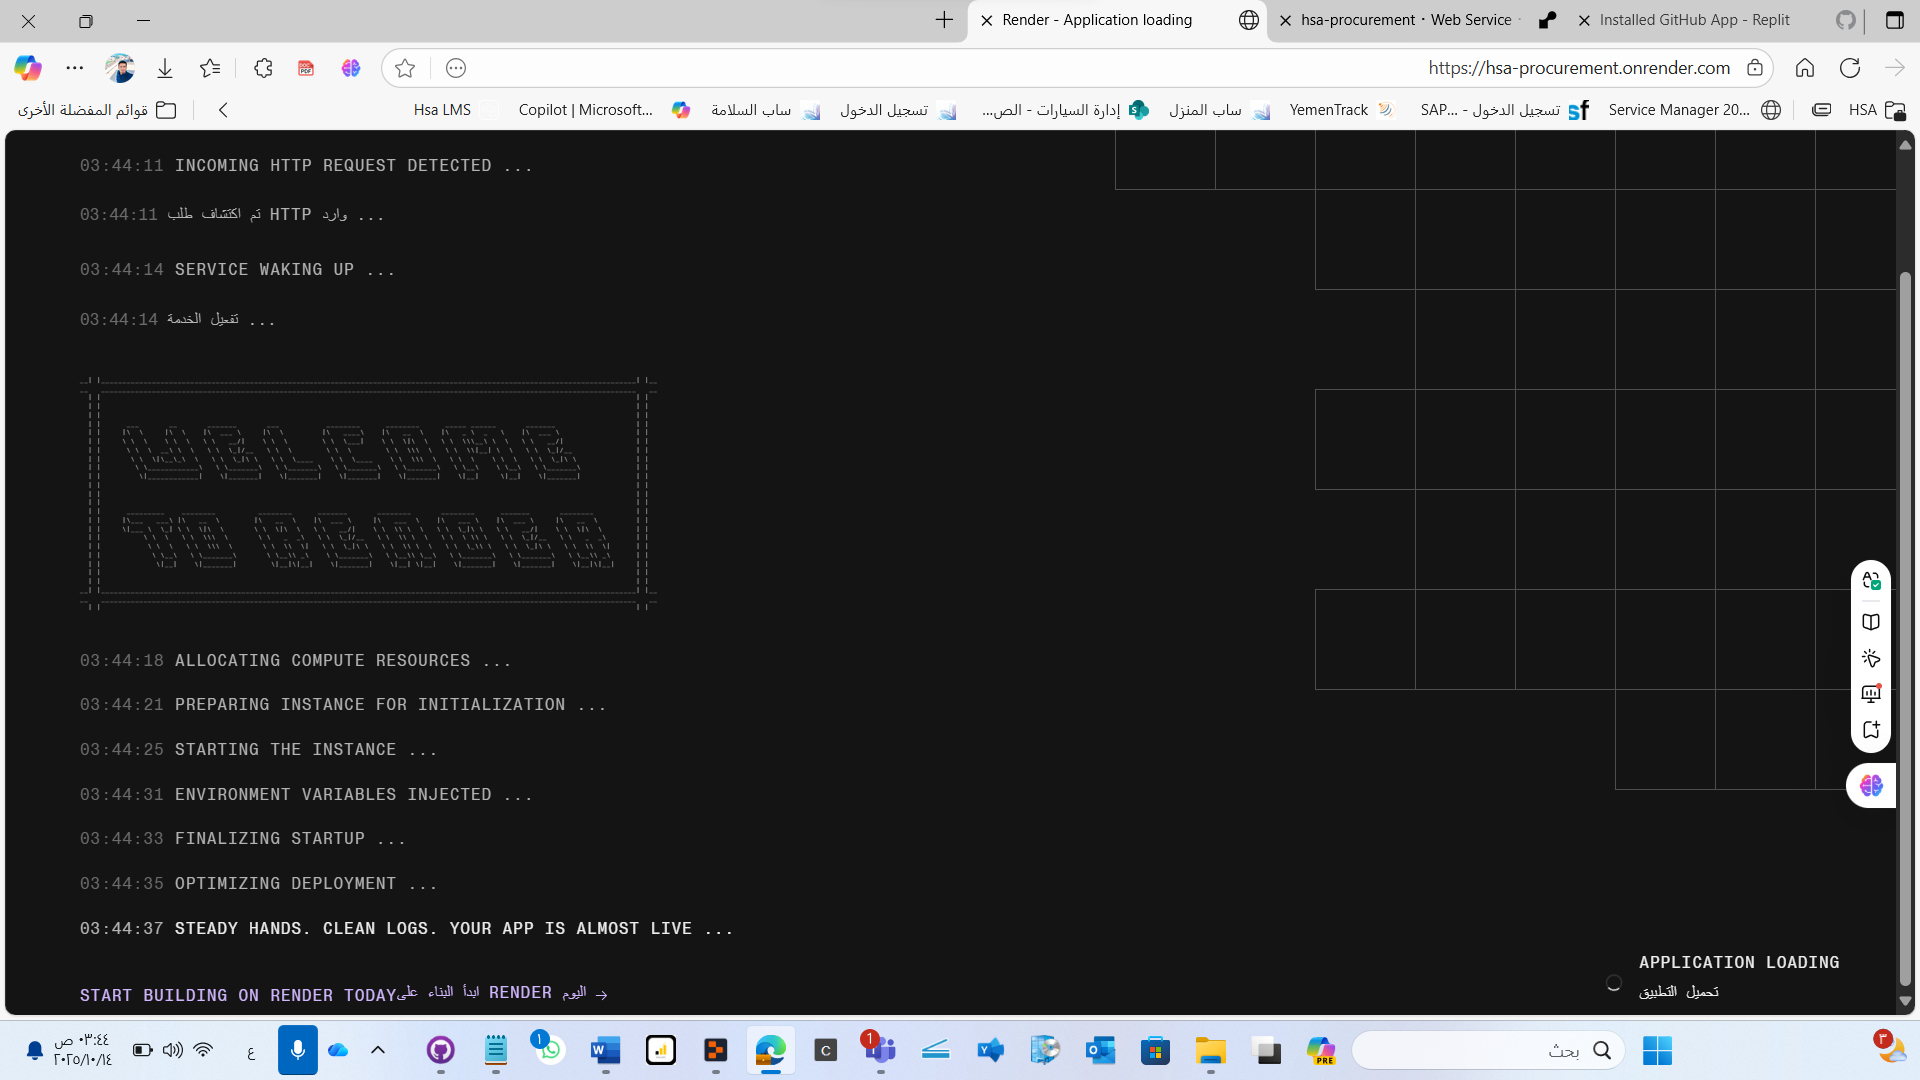 Render - Application loading
hsa-procurement · Web Service ·
Installed GitHub App - Replit
https://hsa-procurement.onrender.com
HSA
Service Manager 20...
تسجيل الدخول - SAP...
YemenTrack
ساب المنزل
إدارة السيارات - الص...
تسجيل الدخول
ساب السلامة
Copilot | Microsoft...
Hsa LMS
قوائم المفضلة الأخرى
03:44:11 INCOMING HTTP REQUEST DETECTED ...
03:44:11 تم اكتشاف طلب HTTP وارد ...
03:44:14 SERVICE WAKING UP ...
03:44:14 تفعيل الخدمة ...
WELCOME
TO RENDER
03:44:18 ALLOCATING COMPUTE RESOURCES ...
03:44:21 PREPARING INSTANCE FOR INITIALIZATION ...
03:44:25 STARTING THE INSTANCE ...
03:44:31 ENVIRONMENT VARIABLES INJECTED ...
03:44:33 FINALIZING STARTUP ...
03:44:35 OPTIMIZING DEPLOYMENT ...
03:44:37 STEADY HANDS. CLEAN LOGS. YOUR APP IS ALMOST LIVE ...
START BUILDING ON RENDER TODAY ابدأ البناء على RENDER اليوم →
APPLICATION LOADING
تحميل التطبيق
بحث
PRE
C
١
1
٣
ع
٠٣:٤٤ ص
٢٠٢٥/١٠/١٤